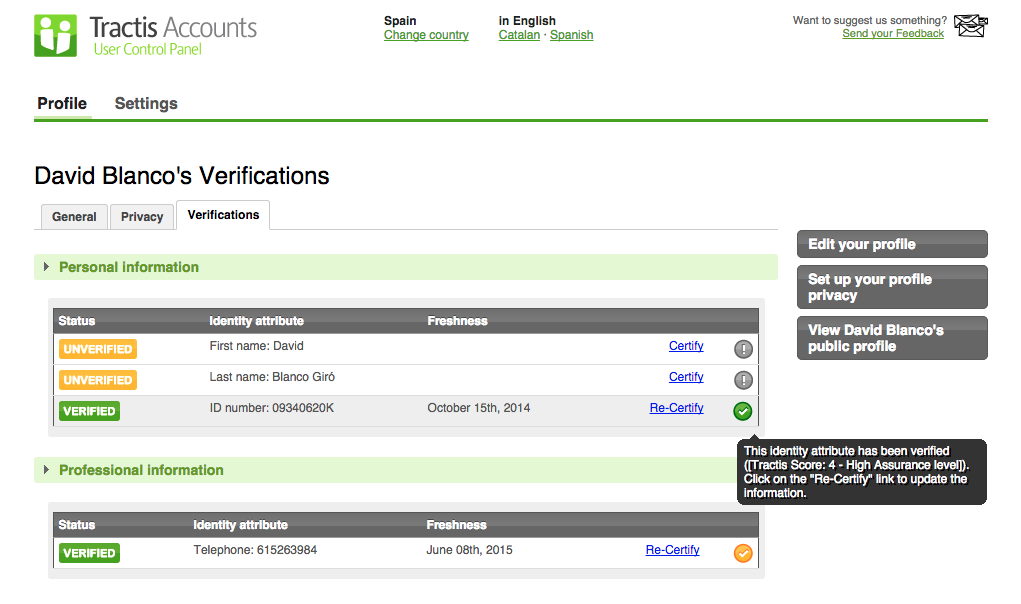 Tractis Accounts
User Control Panel
Spain
Change country
in English
Catalan · Spanish
Want to suggest us something?
Send your Feedback
Profile
Settings
David Blanco's Verifications
General
Privacy
Verifications
Edit your profile
Set up your profile
privacy
View David Blanco's
public profile
Personal information
Status Identity attribute Freshness
UNVERIFIED First name: David Certify
UNVERIFIED Last name: Blanco Giró Certify
VERIFIED ID number: 09340620K October 15th, 2014 Re-Certify
This identity attribute has been verified
([Tractis Score: 4 - High Assurance level]).
Click on the "Re-Certify" link to update the
information.
Professional information
Status Identity attribute Freshness
VERIFIED Telephone: 615263984 June 08th, 2015 Re-Certify